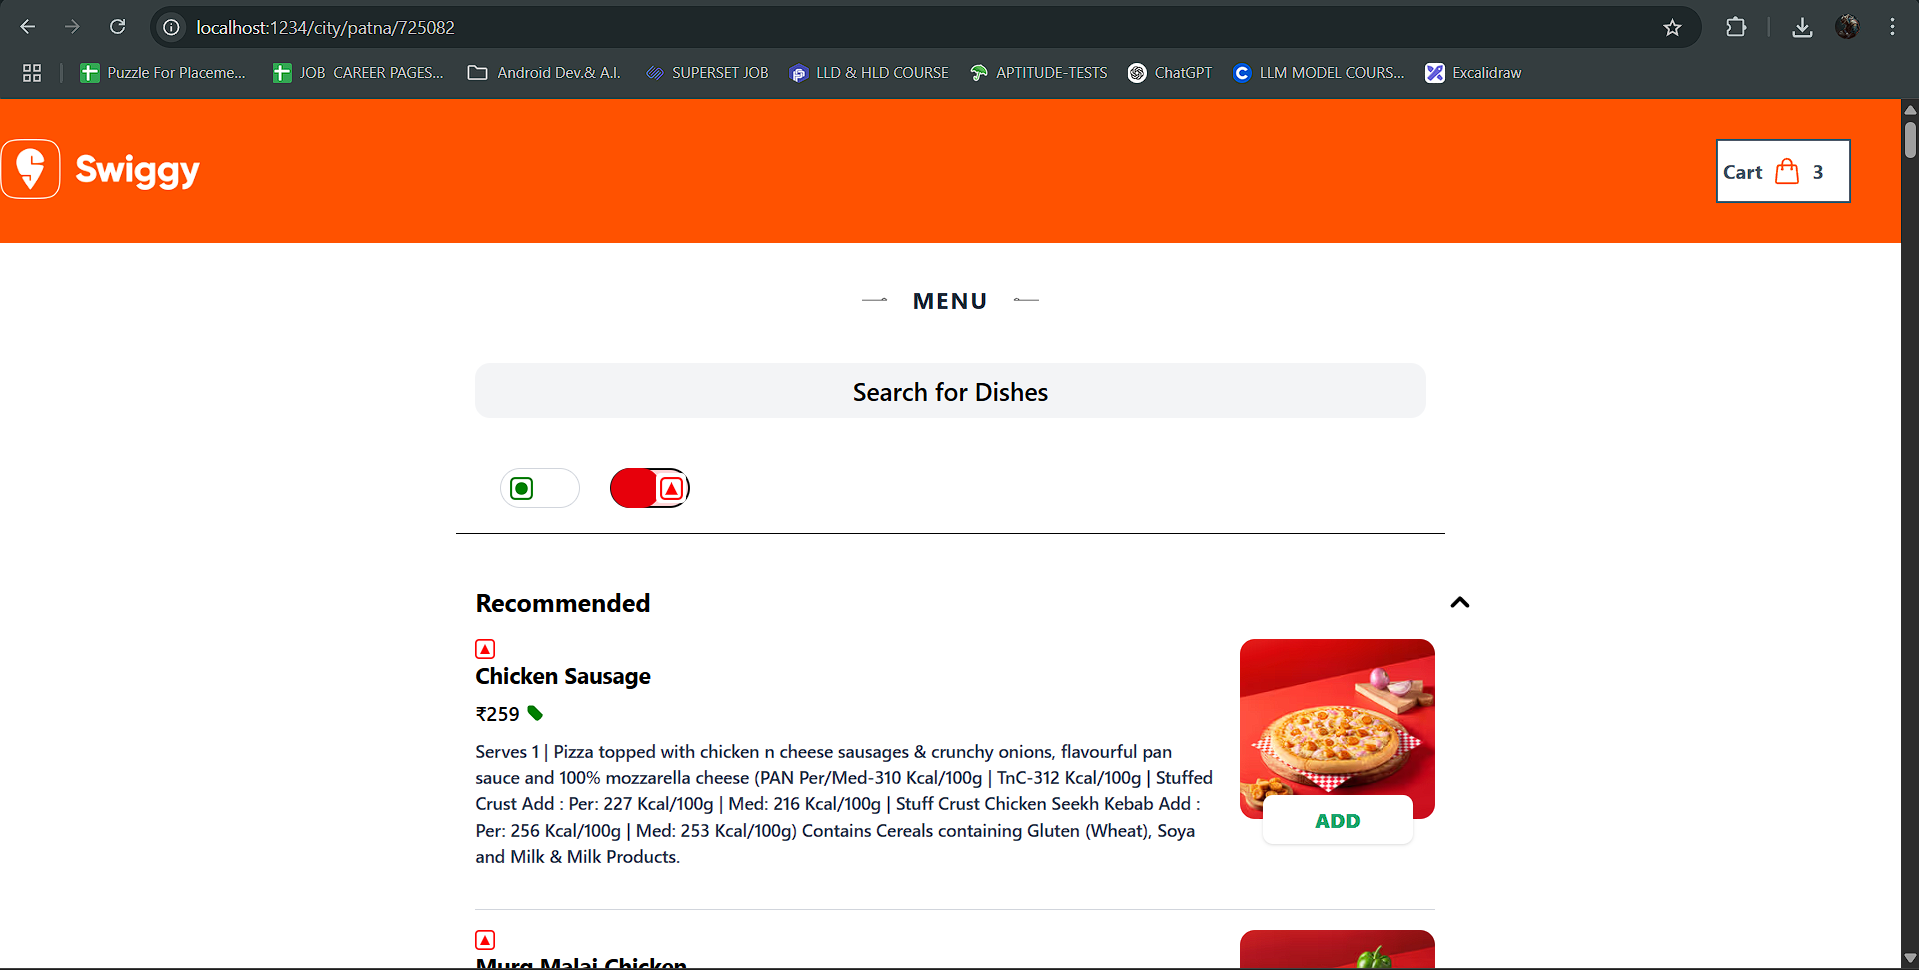 localhost:1234/city/patna/725082
Puzzle For Placeme... JOB CAREER PAGES... Android Dev.& A.I. SUPERSET JOB LLD & HLD COURSE APTITUDE-TESTS ChatGPT LLM MODEL COURS... Excalidraw
Swiggy
Cart 3
MENU
Search for Dishes
Recommended
Chicken Sausage
₹259
Serves 1 | Pizza topped with chicken n cheese sausages & crunchy onions, flavourful pan
sauce and 100% mozzarella cheese (PAN Per/Med-310 Kcal/100g | TnC-312 Kcal/100g | Stuffed
Crust Add : Per: 227 Kcal/100g | Med: 216 Kcal/100g | Stuff Crust Chicken Seekh Kebab Add :
Per: 256 Kcal/100g | Med: 253 Kcal/100g) Contains Cereals containing Gluten (Wheat), Soya
and Milk & Milk Products.
ADD
Murg Malai Chicken